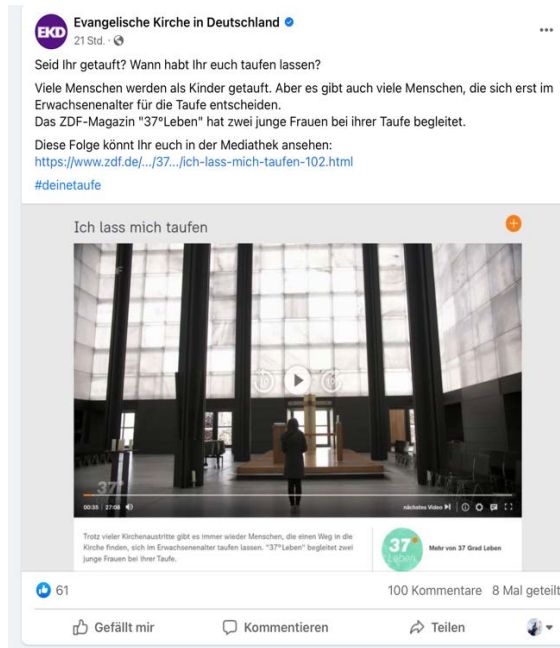 EKD
Evangelische Kirche in Deutschland
21 Std. ·
Seid Ihr getauft? Wann habt Ihr euch taufen lassen?
Viele Menschen werden als Kinder getauft. Aber es gibt auch viele Menschen, die sich erst im
Erwachsenenalter für die Taufe entscheiden.
Das ZDF-Magazin "37°Leben" hat zwei junge Frauen bei ihrer Taufe begleitet.
Diese Folge könnt Ihr euch in der Mediathek ansehen:
https://www.zdf.de/.../37.../ich-lass-mich-taufen-102.html
#deinetaufe
Ich lass mich taufen
37°
00:35 | 27:06
nächstes Video
Trotz vieler Kirchenaustritte gibt es immer wieder Menschen, die einen Weg in die
Kirche finden, sich im Erwachsenenalter taufen lassen. "37°Leben" begleitet zwei
junge Frauen bei ihrer Taufe.
37°
Leben
Mehr von 37 Grad Leben
61
100 Kommentare 8 Mal geteilt
Gefällt mir
Kommentieren
Teilen